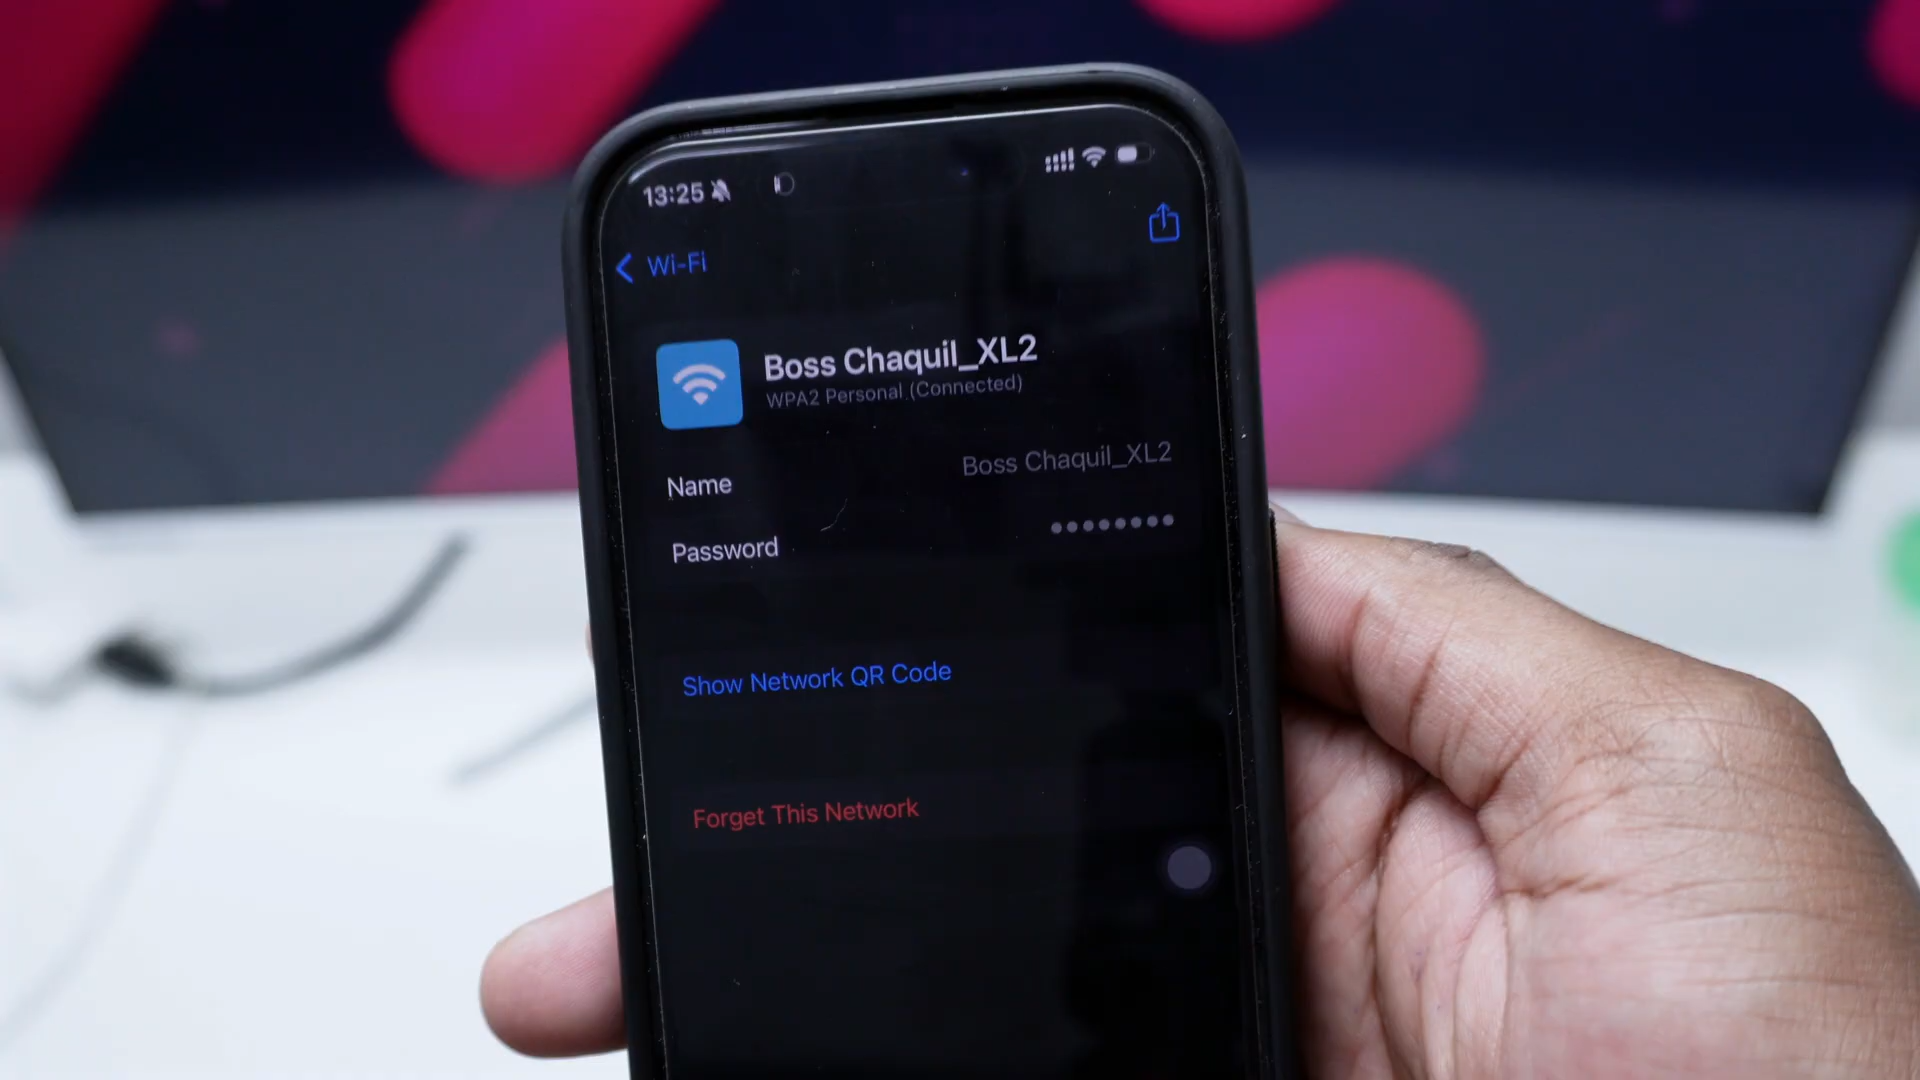 13:25
Wi-Fi
Boss Chaquil_XL2
WPA2 Personal (Connected)
Name
Boss Chaquil_XL2
Password
••••••••
Show Network QR Code
Forget This Network